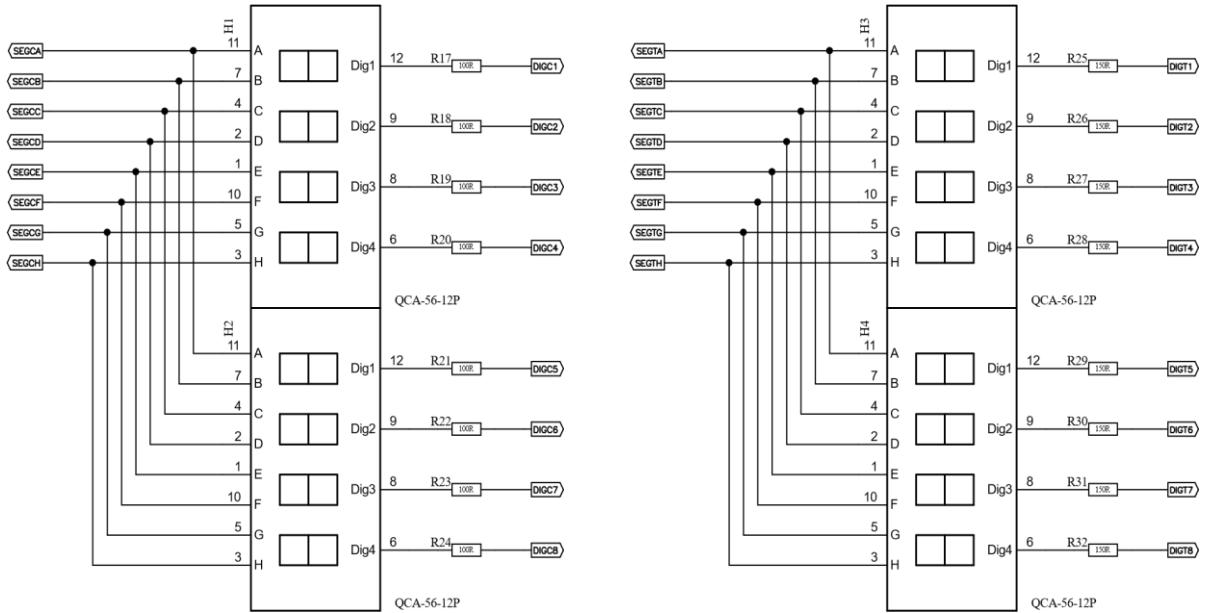 H1
SEGCA 11 A
Dig1 12 R17 100R DIGC1
SEGCB 7 B
SEGCC 4 C
Dig2 9 R18 100R DIGC2
SEGCD 2 D
SEGCE 1 E
Dig3 8 R19 100R DIGC3
SEGCF 10 F
SEGCG 5 G
Dig4 6 R20 100R DIGC4
SEGCH 3 H
QCA-56-12P
H2
11 A
Dig1 12 R21 100R DIGC5
7 B
4 C
Dig2 9 R22 100R DIGC6
2 D
1 E
Dig3 8 R23 100R DIGC7
10 F
5 G
Dig4 6 R24 100R DIGC8
3 H
QCA-56-12P
H3
SEGTA 11 A
Dig1 12 R25 150R DIGT1
SEGTB 7 B
SEGTC 4 C
Dig2 9 R26 150R DIGT2
SEGTD 2 D
SEGTE 1 E
Dig3 8 R27 150R DIGT3
SEGTF 10 F
SEGTG 5 G
Dig4 6 R28 150R DIGT4
SEGTH 3 H
QCA-56-12P
H4
11 A
Dig1 12 R29 150R DIGT5
7 B
4 C
Dig2 9 R30 150R DIGT6
2 D
1 E
Dig3 8 R31 150R DIGT7
10 F
5 G
Dig4 6 R32 150R DIGT8
3 H
QCA-56-12P